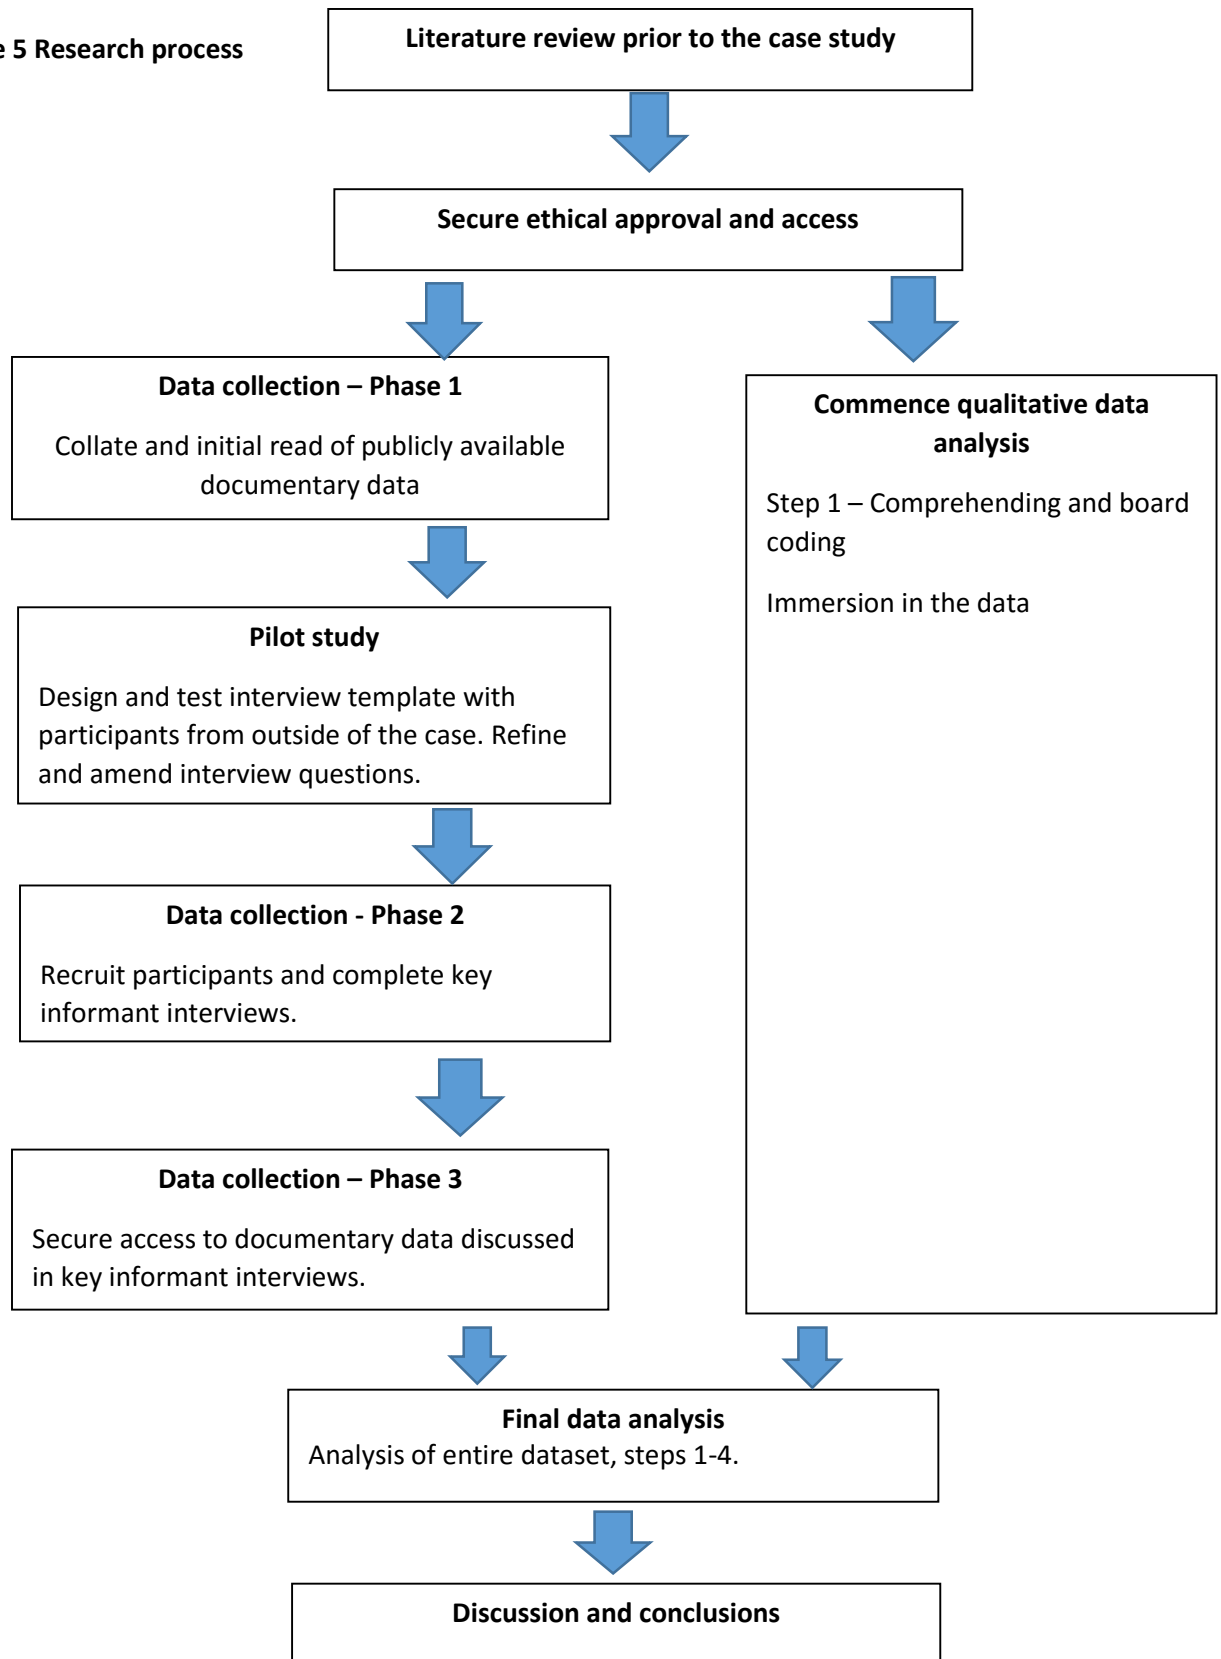 e 5 Research process
Literature review prior to the case study
Secure ethical approval and access
Data collection – Phase 1
Collate and initial read of publicly available
documentary data
Pilot study
Design and test interview template with
participants from outside of the case. Refine
and amend interview questions.
Data collection - Phase 2
Recruit participants and complete key
informant interviews.
Data collection – Phase 3
Secure access to documentary data discussed
in key informant interviews.
Commence qualitative data
analysis
Step 1 – Comprehending and board
coding
Immersion in the data
Final data analysis
Analysis of entire dataset, steps 1-4.
Discussion and conclusions